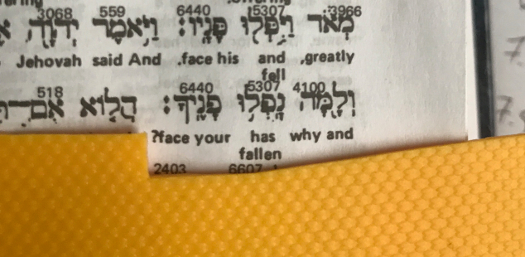 3068 559 6440 5307 3966
מְאֹד וַיִּפְּלוּ פָּנָיו׃ וַיֹּאמֶר יְהוָה
Jehovah said And .face his and ,greatly
fell
518 6440 5307 4100
וְלָמָּה נָפְלוּ פָנֶיךָ׃ הֲלוֹא אִם
?face your has why and
fallen
2403 6607